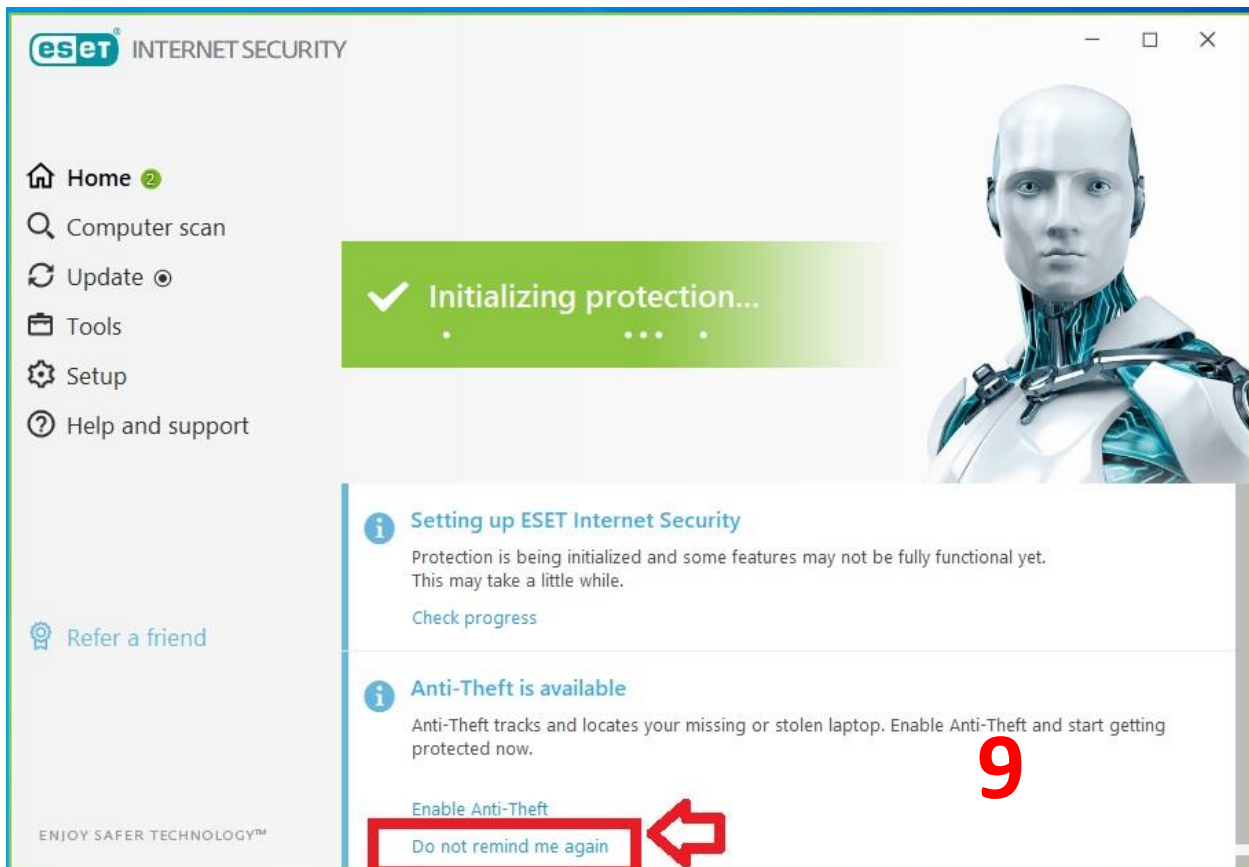 eset® INTERNET SECURITY
Home 2
Computer scan
Update
Tools
Setup
Help and support
Refer a friend
ENJOY SAFER TECHNOLOGY™
Initializing protection...
Setting up ESET Internet Security
Protection is being initialized and some features may not be fully functional yet.
This may take a little while.
Check progress
Anti-Theft is available
Anti-Theft tracks and locates your missing or stolen laptop. Enable Anti-Theft and start getting
protected now.
9
Enable Anti-Theft
Do not remind me again